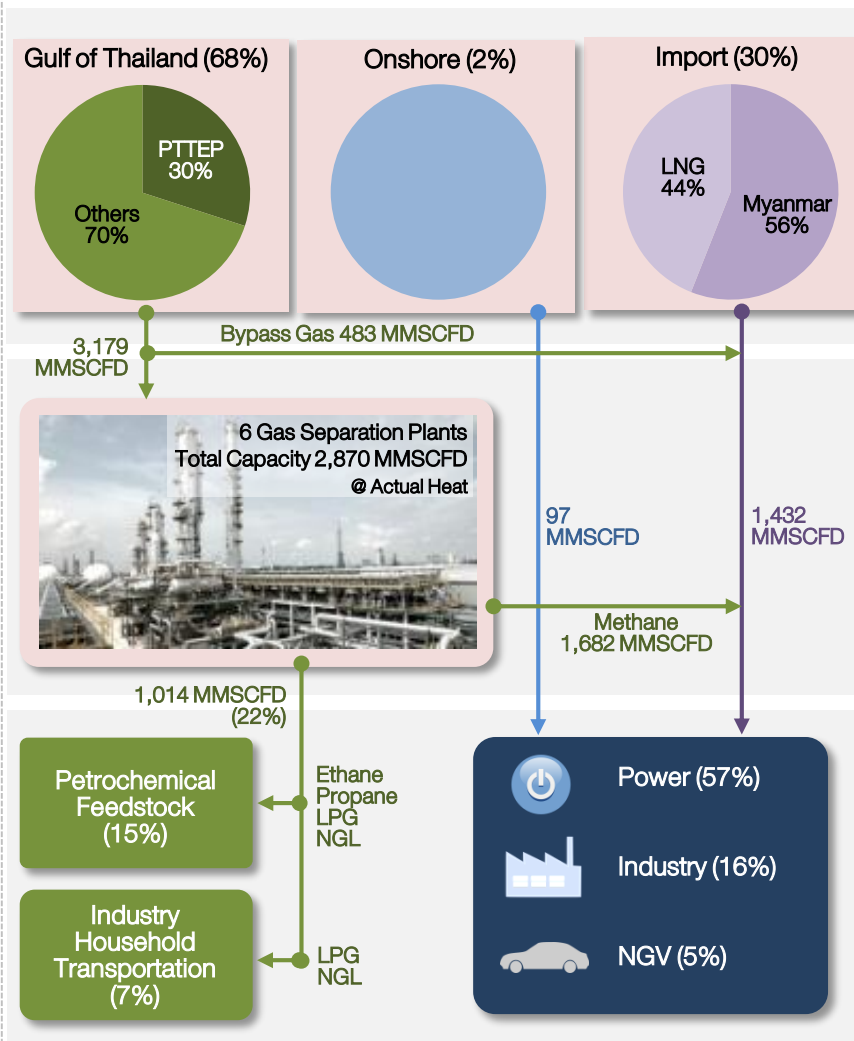 Gulf of Thailand (68%)
Onshore (2%)
Import (30%)
PTTEP
30%
Others
70%
LNG
44%
Myanmar
56%
Bypass Gas 483 MMSCFD
3,179
MMSCFD
6 Gas Separation Plants
Total Capacity 2,870 MMSCFD
@ Actual Heat
97
MMSCFD
1,432
MMSCFD
Methane
1,682 MMSCFD
1,014 MMSCFD
(22%)
Petrochemical
Feedstock
(15%)
Ethane
Propane
LPG
NGL
Industry
Household
Transportation
(7%)
LPG
NGL
Power (57%)
Industry (16%)
NGV (5%)